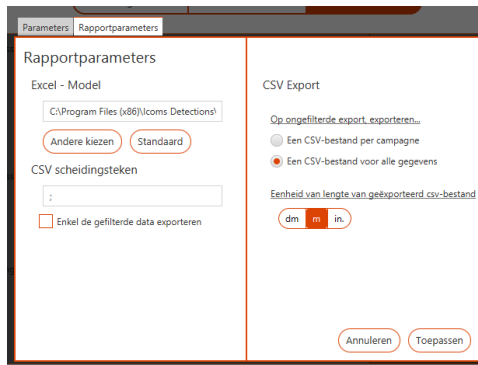 Parameters Rapportparameters
Rapportparameters
Excel - Model
C:\Program Files (x86)\Icoms Detections\
Andere kiezen Standaard
CSV scheidingsteken
;
Enkel de gefilterde data exporteren
CSV Export
Op ongefilterde export, exporteren...
Een CSV-bestand per campagne
Een CSV-bestand voor alle gegevens
Eenheid van lengte van geëxporteerd csv-bestand
dm m in.
Annuleren Toepassen